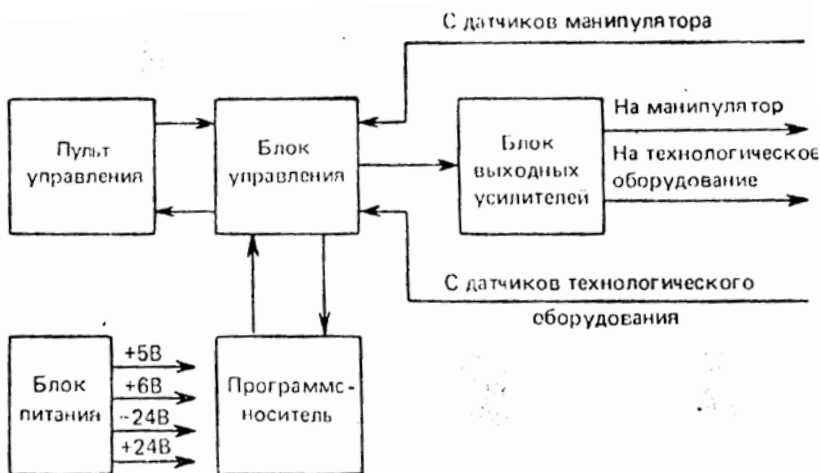 С датчиков манипулятора
Пульт
управления
Блок
управления
Блок
выходных
усилителей
На манипулятор
На технологическое
оборудование
С датчиков технологического
оборудования
Блок
питания
+5В
+6В
-24В
+24В
Программс-
носитель